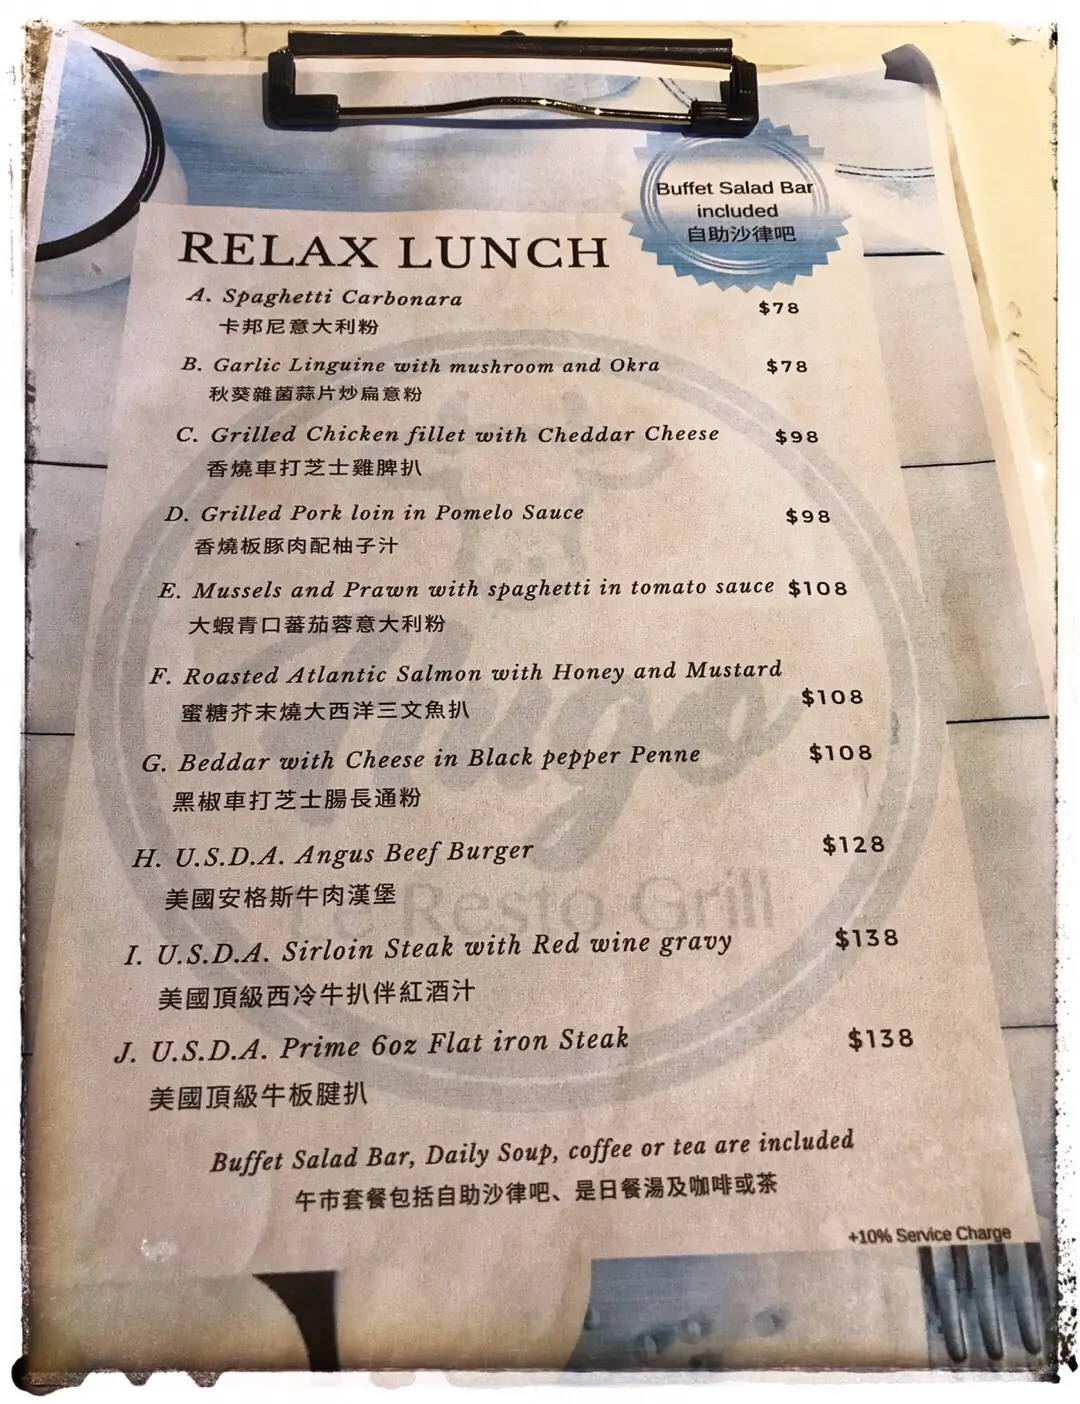 Buffet Salad Bar
included
自助沙律吧
RELAX LUNCH
A. Spaghetti Carbonara $78
卡邦尼意大利粉
B. Garlic Linguine with mushroom and Okra $78
秋葵雜菌蒜片炒扁意粉
C. Grilled Chicken fillet with Cheddar Cheese $98
香燒車打芝士雞脾扒
D. Grilled Pork loin in Pomelo Sauce $98
香燒板豚肉配柚子汁
E. Mussels and Prawn with spaghetti in tomato sauce $108
大蝦青口蕃茄蓉意大利粉
F. Roasted Atlantic Salmon with Honey and Mustard
$108
蜜糖芥末燒大西洋三文魚扒
G. Beddar with Cheese in Black pepper Penne $108
黑椒車打芝士腸長通粉
H. U.S.D.A. Angus Beef Burger $128
美國安格斯牛肉漢堡
Resto Grill
I. U.S.D.A. Sirloin Steak with Red wine gravy $138
美國頂級西冷牛扒伴紅酒汁
J. U.S.D.A. Prime 6oz Flat iron Steak $138
美國頂級牛板腱扒
Buffet Salad Bar, Daily Soup, coffee or tea are included
午市套餐包括自助沙律吧、是日餐湯及咖啡或茶
+10% Service Charge